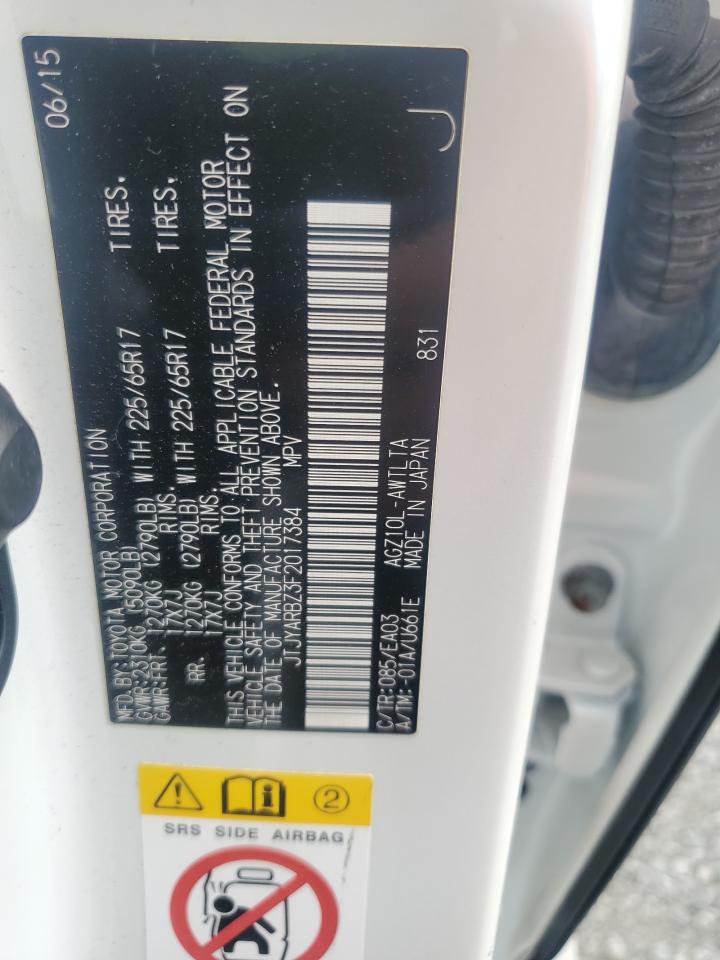 MFD.BY:TOYOTA MOTOR CORPORATION 06/15
GVWR:2310KG (5090LB)
GAWR:FRT. 1270KG (2790LB) WITH 225/65R17 TIRES.
17X7J RIMS.
RR. 1270KG (2790LB) WITH 225/65R17 TIRES.
17X7J RIMS.
THIS VEHICLE CONFORMS TO ALL APPLICABLE FEDERAL MOTOR
VEHICLE SAFETY AND THEFT PREVENTION STANDARDS IN EFFECT ON
THE DATE OF MANUFACTURE SHOWN ABOVE.
JTJYARBZ3F2017384 MPV
C/TR:085/EA03 AGZ10L-AWTLTA 831 J
A/TM:-01A/U661E MADE IN JAPAN
2
SRS SIDE AIRBAG